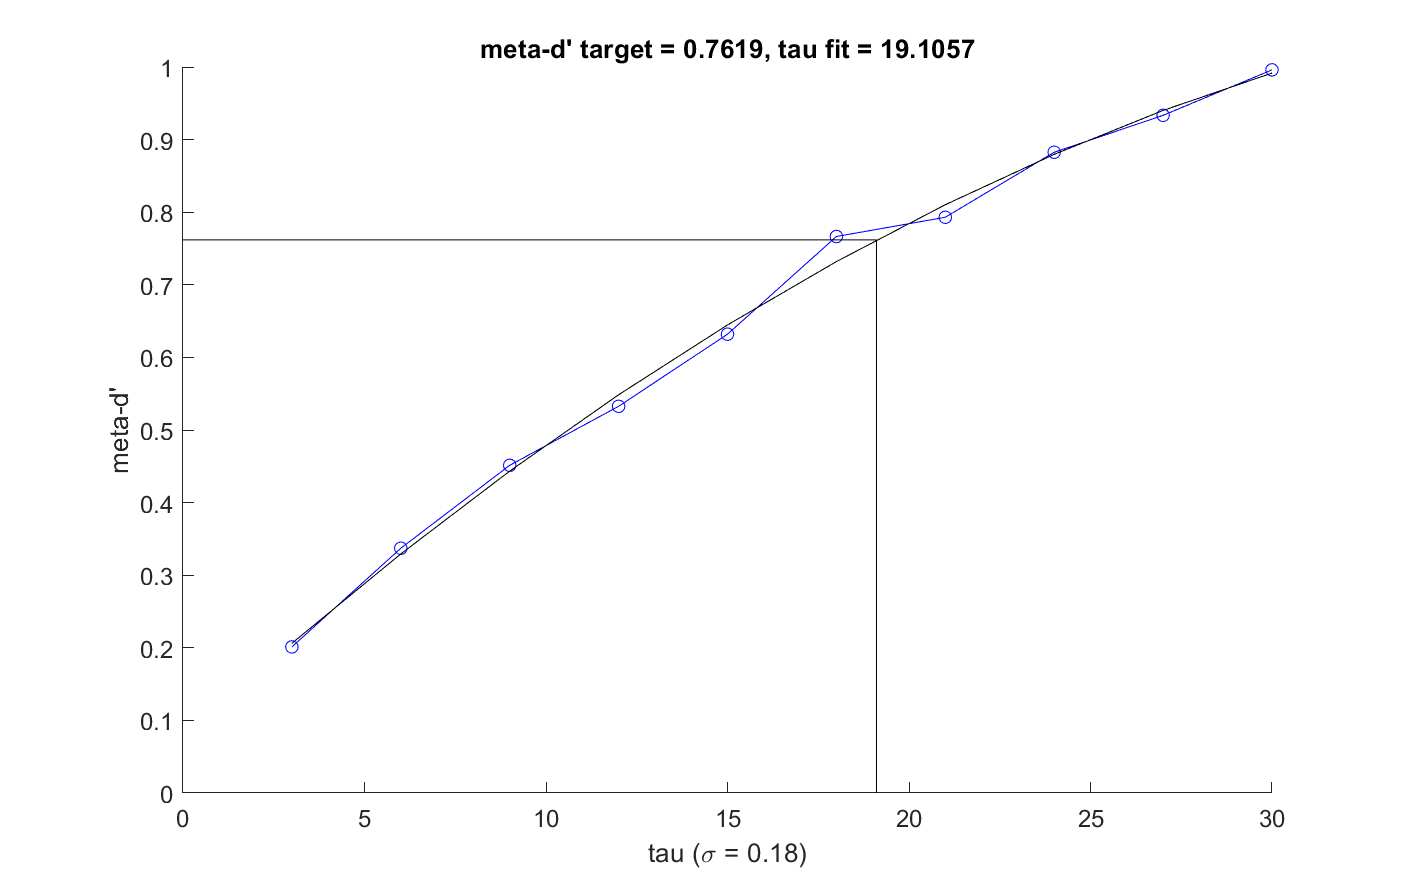 meta-d' target = 0.7619, tau fit = 19.1057
1
0.9
0.8
0.7
0.6
0.5
0.4
0.3
0.2
0.1
0
meta-d'
0 5 10 15 20 25 30
tau (σ = 0.18)